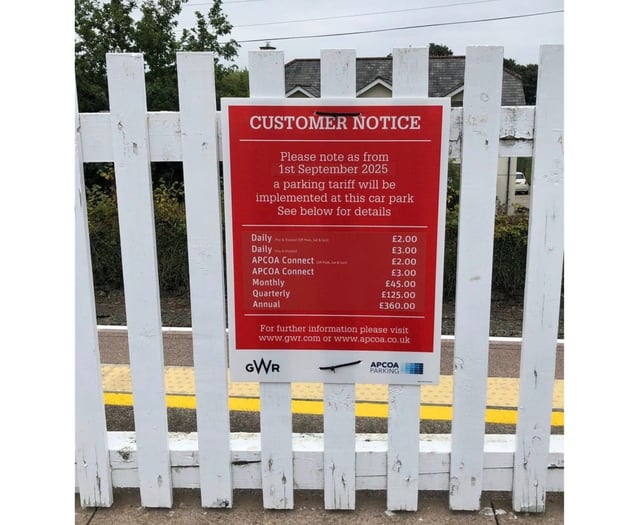 CUSTOMER NOTICE
Please note as from
1st September 2025
a parking tariff will be
implemented at this car park
See below for details
Daily £2.00
Daily £3.00
APCOA Connect £2.00
APCOA Connect £3.00
Monthly £45.00
Quarterly £125.00
Annual £360.00
For further information please visit
www.gwr.com or www.apcoa.co.uk
GWR
APCOA
PARKING